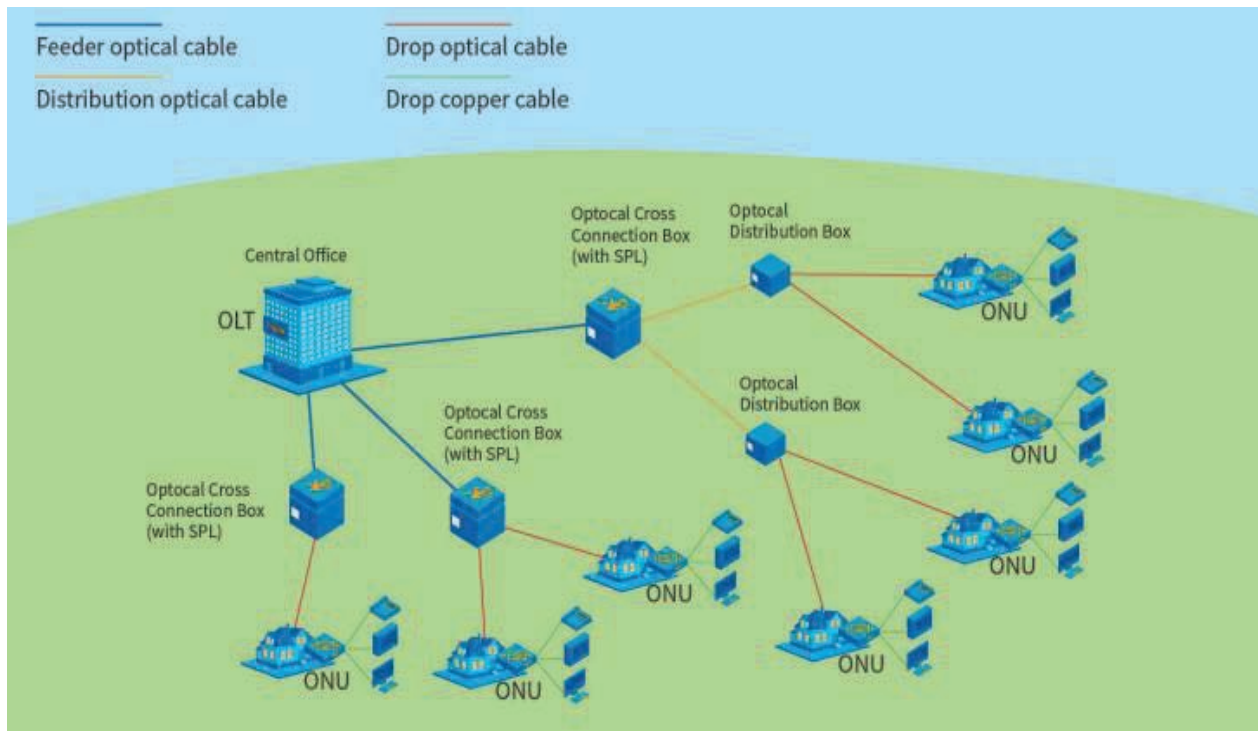 Feeder optical cable
Drop optical cable
Distribution optical cable
Drop copper cable
Optocal Cross
Connection Box
(with SPL)
Optocal
Distribution Box
Central Office
OLT
ONU
Optocal
Distribution Box
ONU
Optocal Cross
Connection Box
(with SPL)
Optocal Cross
Connection Box
(with SPL)
ONU
ONU
ONU
ONU
ONU